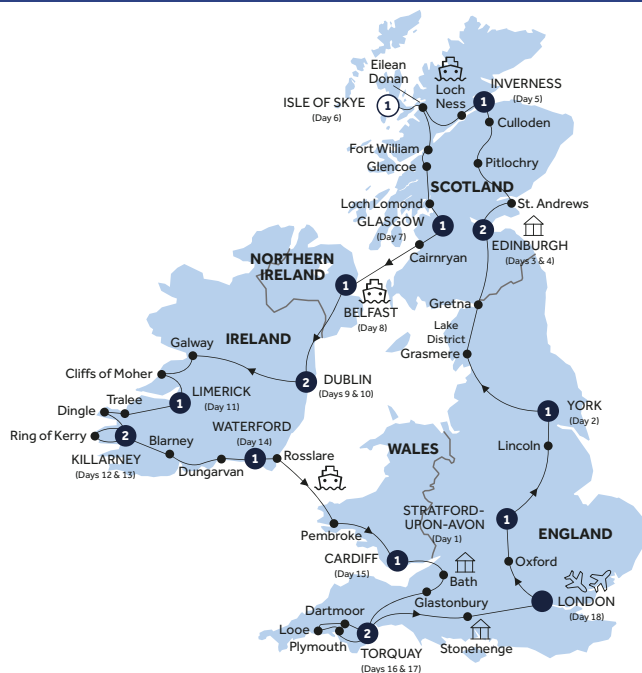 Eilean
Donan
Loch
Ness
INVERNESS
(Day 5)
ISLE OF SKYE
1
(Day 6)
1
Culloden
Fort William
Glencoe
Pitlochry
SCOTLAND
Loch Lomond
St. Andrews
GLASGOW
(Day 7)
1
2
EDINBURGH
(Days 3 & 4)
Cairnryan
NORTHERN
IRELAND
1
BELFAST
(Day 8)
Gretna
Lake
District
Grasmere
IRELAND
Galway
Cliffs of Moher
2
DUBLIN
(Days 9 & 10)
LIMERICK
(Day 11)
1
Tralee
Dingle
Ring of Kerry
2
KILLARNEY
(Days 12 & 13)
Blarney
Dungarvan
WATERFORD
(Day 14)
1
Rosslare
YORK
(Day 2)
1
Lincoln
WALES
STRATFORD-
UPON-AVON
(Day 1)
1
ENGLAND
Pembroke
CARDIFF
(Day 15)
1
Oxford
Bath
Glastonbury
LONDON
(Day 18)
Dartmoor
Looe
Plymouth
2
TORQUAY
(Days 16 & 17)
Stonehenge